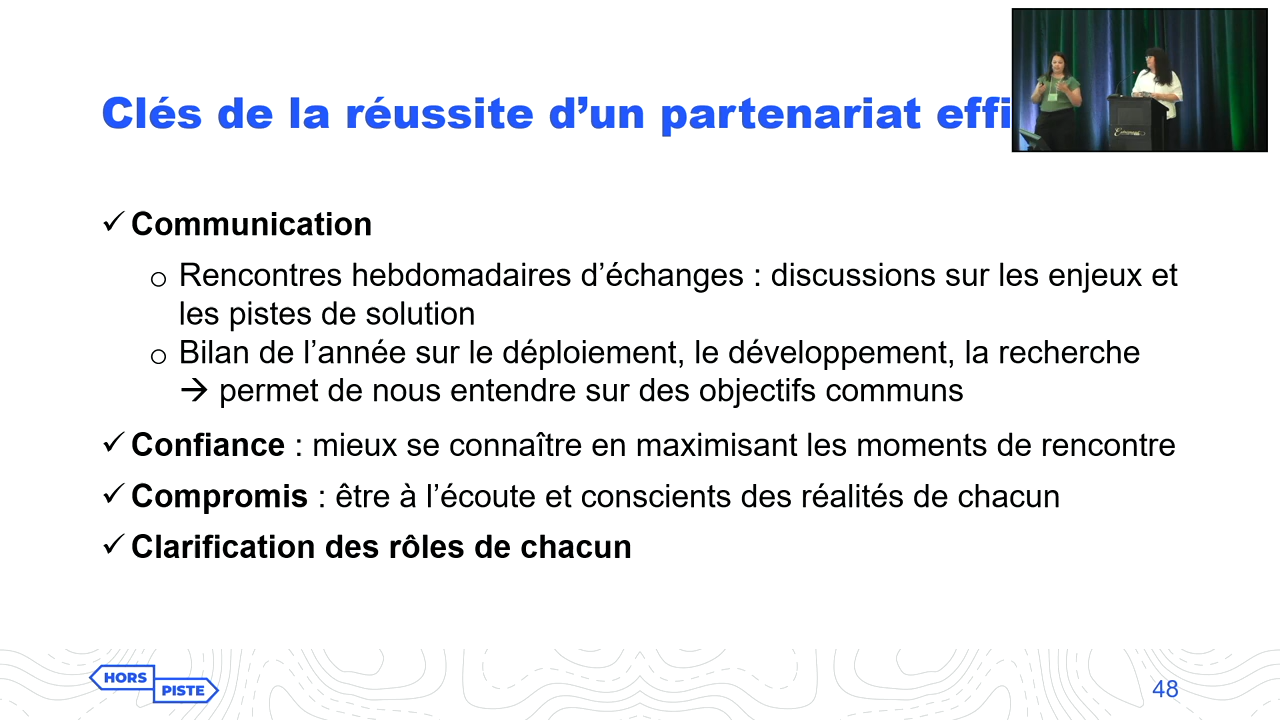 Clés de la réussite d’un partenariat effi
✓ Communication
o Rencontres hebdomadaires d’échanges : discussions sur les enjeux et
les pistes de solution
o Bilan de l’année sur le déploiement, le développement, la recherche
→ permet de nous entendre sur des objectifs communs
✓ Confiance : mieux se connaître en maximisant les moments de rencontre
✓ Compromis : être à l’écoute et conscients des réalités de chacun
✓ Clarification des rôles de chacun
HORS
PISTE
48